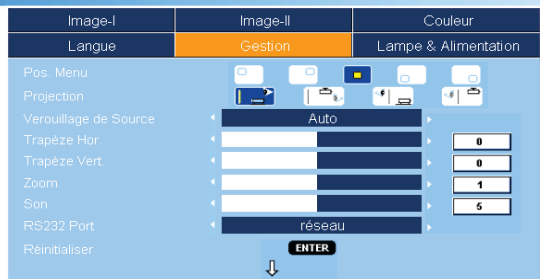 Image-I Image-II Couleur
Langue Gestion Lampe & Alimentation
Pos. Menu
Projection
Verouillage de Source Auto
Trapèze Hor. 0
Trapèze Vert. 0
Zoom 1
Son 5
RS232 Port réseau
Réinitialiser ENTER